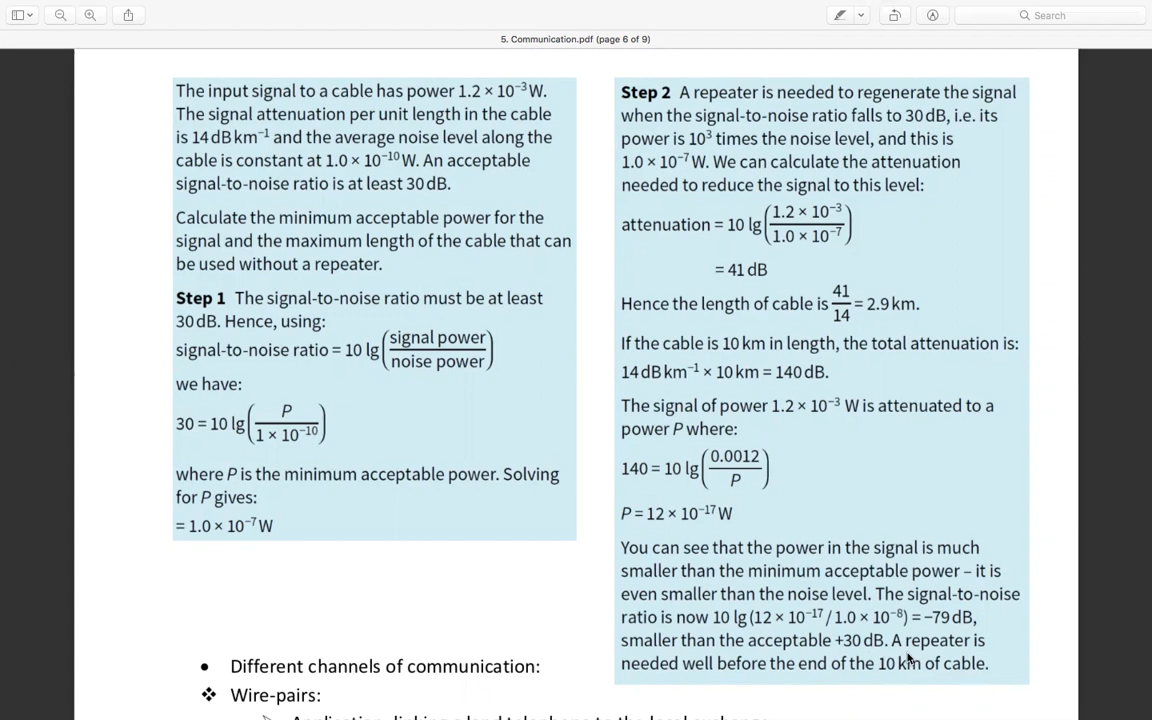 Search
5. Communication.pdf (page 6 of 9)
The input signal to a cable has power 1.2 × 10⁻³ W.
The signal attenuation per unit length in the cable
is 14 dB km⁻¹ and the average noise level along the
cable is constant at 1.0 × 10⁻¹⁰ W. An acceptable
signal-to-noise ratio is at least 30 dB.
Calculate the minimum acceptable power for the
signal and the maximum length of the cable that can
be used without a repeater.
Step 1 The signal-to-noise ratio must be at least
30 dB. Hence, using:
signal-to-noise ratio = 10 lg(signal power / noise power)
we have:
30 = 10 lg(P / 1 × 10⁻¹⁰)
where P is the minimum acceptable power. Solving
for P gives:
= 1.0 × 10⁻⁷ W
Step 2 A repeater is needed to regenerate the signal
when the signal-to-noise ratio falls to 30 dB, i.e. its
power is 10³ times the noise level, and this is
1.0 × 10⁻⁷ W. We can calculate the attenuation
needed to reduce the signal to this level:
attenuation = 10 lg(1.2 × 10⁻³ / 1.0 × 10⁻⁷)
= 41 dB
Hence the length of cable is 41/14 = 2.9 km.
If the cable is 10 km in length, the total attenuation is:
14 dB km⁻¹ × 10 km = 140 dB.
The signal of power 1.2 × 10⁻³ W is attenuated to a
power P where:
140 = 10 lg(0.0012 / P)
P = 12 × 10⁻¹⁷ W
You can see that the power in the signal is much
smaller than the minimum acceptable power – it is
even smaller than the noise level. The signal-to-noise
ratio is now 10 lg (12 × 10⁻¹⁷ / 1.0 × 10⁻⁸) = –79 dB,
smaller than the acceptable +30 dB. A repeater is
needed well before the end of the 10 km of cable.
• Different channels of communication:
❖ Wire-pairs: